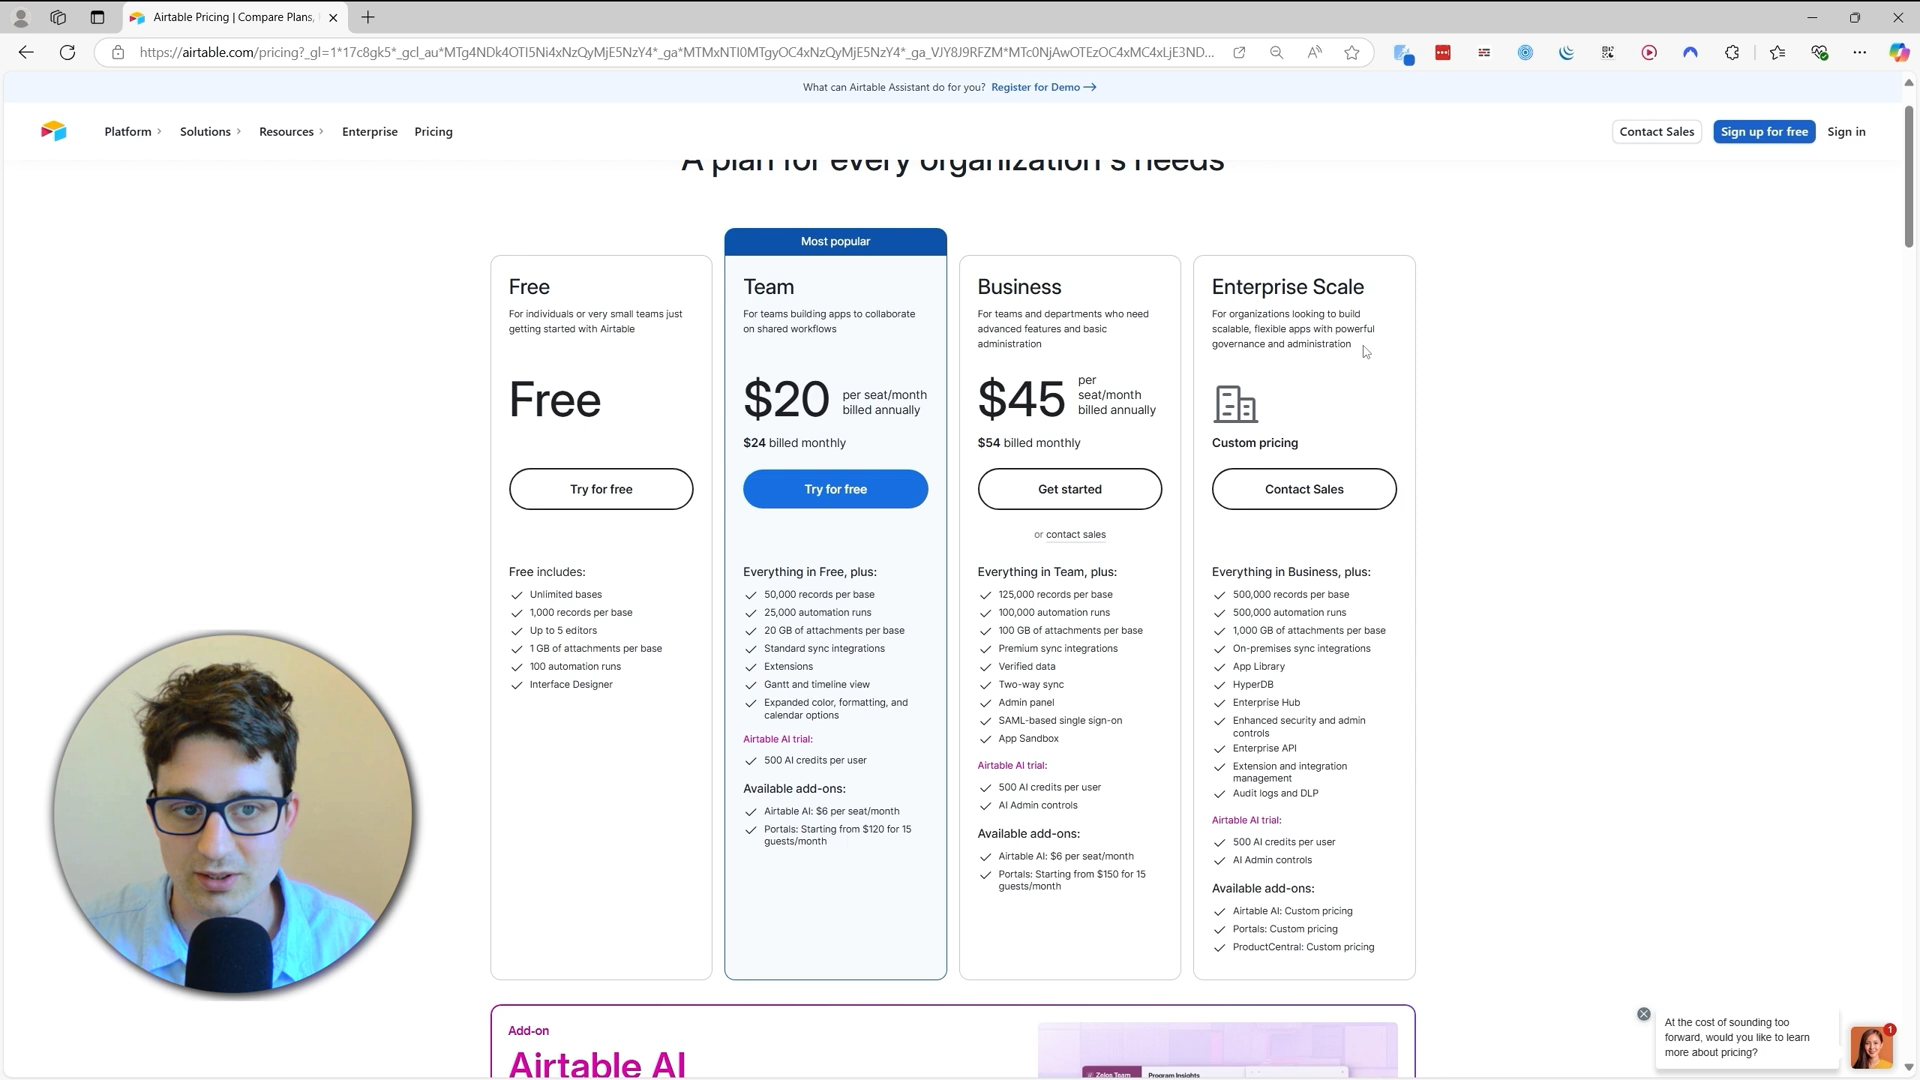 Airtable Pricing | Compare Plans,
https://airtable.com/pricing?_gl=1*17c8gk5*_gcl_au*MTg4NDk4OTI5Ni4xNzQyMjE5NzY4*_ga*MTMxNTI0MTgyOC4xNzQyMjE5NzY4*_ga_VJY8J9RFZM*MTc0NjAwOTEzOC4xMC4xLjE3ND...
What can Airtable Assistant do for you? Register for Demo →
Platform
Solutions
Resources
Enterprise
Pricing
Contact Sales
Sign up for free
Sign in
A plan for every organization's needs
Free
For individuals or very small teams just
getting started with Airtable
Free
Try for free
Free includes:
Unlimited bases
1,000 records per base
Up to 5 editors
1 GB of attachments per base
100 automation runs
Interface Designer
Most popular
Team
For teams building apps to collaborate
on shared workflows
$20 per seat/month
billed annually
$24 billed monthly
Try for free
Everything in Free, plus:
50,000 records per base
25,000 automation runs
20 GB of attachments per base
Standard sync integrations
Extensions
Gantt and timeline view
Expanded color, formatting, and
calendar options
Airtable AI trial:
500 AI credits per user
Available add-ons:
Airtable AI: $6 per seat/month
Portals: Starting from $120 for 15
guests/month
Business
For teams and departments who need
advanced features and basic
administration
$45 per
seat/month
billed annually
$54 billed monthly
Get started
or contact sales
Everything in Team, plus:
125,000 records per base
100,000 automation runs
100 GB of attachments per base
Premium sync integrations
Verified data
Two-way sync
Admin panel
SAML-based single sign-on
App Sandbox
Airtable AI trial:
500 AI credits per user
AI Admin controls
Available add-ons:
Airtable AI: $6 per seat/month
Portals: Starting from $150 for 15
guests/month
Enterprise Scale
For organizations looking to build
scalable, flexible apps with powerful
governance and administration
Custom pricing
Contact Sales
Everything in Business, plus:
500,000 records per base
500,000 automation runs
1,000 GB of attachments per base
On-premises sync integrations
App Library
HyperDB
Enterprise Hub
Enhanced security and admin
controls
Enterprise API
Extension and integration
management
Audit logs and DLP
Airtable AI trial:
500 AI credits per user
AI Admin controls
Available add-ons:
Airtable AI: Custom pricing
Portals: Custom pricing
ProductCentral: Custom pricing
Add-on
Airtable AI
Zelos Team
Program Insights
At the cost of sounding too
forward, would you like to learn
more about pricing?
1